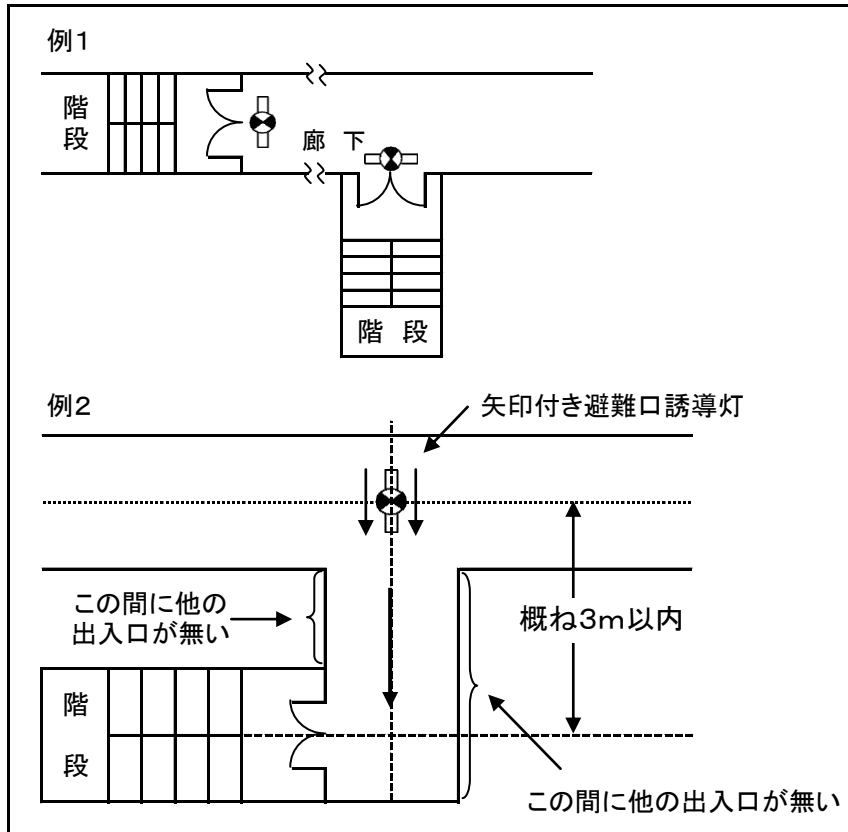 例1
階
段
廊 下
階 段
例2
矢印付き避難口誘導灯
この間に他の
出入口が無い
概ね3m以内
階
段
この間に他の出入口が無い